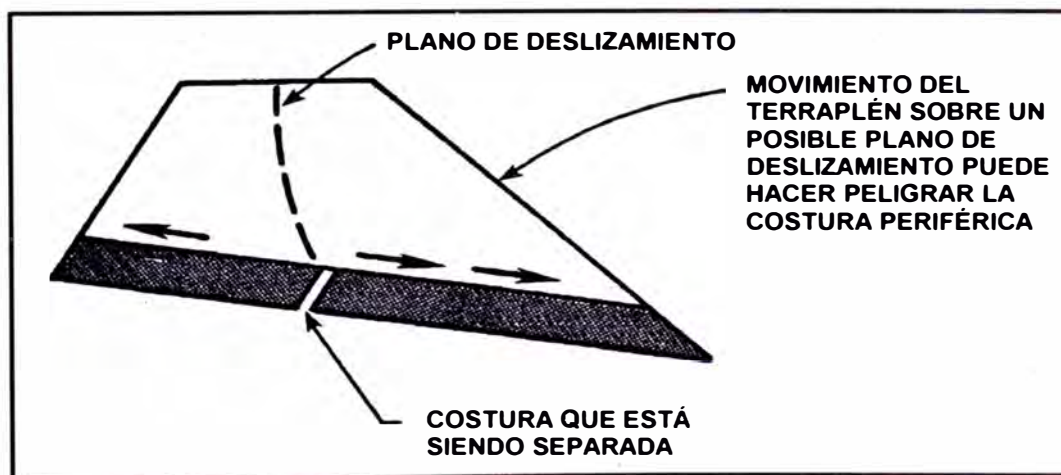 PLANO DE DESLIZAMIENTO
MOVIMIENTO DEL
TERRAPLÉN SOBRE UN
POSIBLE PLANO DE
DESLIZAMIENTO PUEDE
HACER PELIGRAR LA
COSTURA PERIFÉRICA
COSTURA QUE ESTÁ
SIENDO SEPARADA